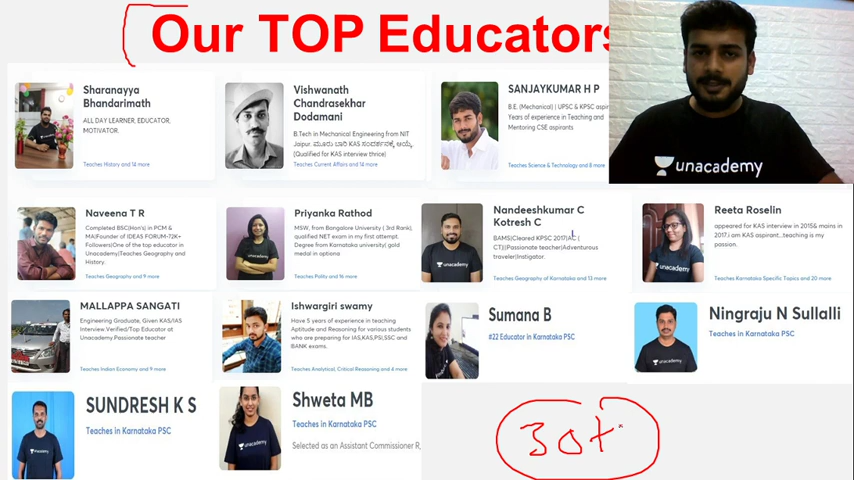 Our TOP Educators
unacademy
Sharanayya
Bhandarimath
ALL DAY LEARNER, EDUCATOR,
MOTIVATOR.
Teaches History and 14 more
Vishwanath
Chandrasekhar
Dodamani
B.Tech in Mechanical Engineering from NIT
Jaipur. ಮೂರು ಬಾರಿ KAS ಸಂದರ್ಶನಕ್ಕೆ ಆಯ್ಕೆ.
(Qualified for KAS interview thrice)
Teaches Current Affairs and 14 more
SANJAYKUMAR H P
B.E. (Mechanical) | UPSC & KPSC aspir
Years of experience in Teaching and
Mentoring CSE aspirants
Teaches Science & Technology and 8 more
Naveena T R
Completed BSC(Hon's) in PCM &
MA|Founder of IDEAS FORUM-72K+
Followers|One of the top educator in
Unacademy|Teaches Geography and
History.
Teaches Geography and 9 more
Priyanka Rathod
MSW, from Bangalore University ( 3rd Rank),
qualified NET exam in my first attempt.
Degree from Karnataka university| gold
medal in optiona
Teaches Polity and 16 more
unacademy
Nandeeshkumar C
Kotresh C
BAMS|Cleared KPSC 2017|AC (
CT)|Passionate teacher|Adventurous
traveler|Instigator.
Teaches Geography of Karnataka and 13 more
unacademy
Reeta Roselin
appeared for KAS interview in 2015& mains in
2017.i am KAS aspirant...teaching is my
passion.
Teaches Karnataka Specific Topics and 20 more
unacademy
MALLAPPA SANGATI
Engineering Graduate, Given KAS/IAS
Interview.Verified/Top Educator at
Unacademy.Passionate teacher
Teaches Indian Economy and 9 more
Ishwargiri swamy
Have 5 years of experience in teaching
Aptitude and Reasoning for various students
who are preparing for IAS,KAS,PSI,SSC and
IBANK exams.
Teaches Analytical, Critical Reasoning and 4 more
Sumana B
#22 Educator in Karnataka PSC
Ningraju N Sullalli
Teaches in Karnataka PSC
unacademy
SUNDRESH K S
Teaches in Karnataka PSC
unacademy
Shweta MB
Teaches in Karnataka PSC
Selected as an Assistant Commissioner R,
unacademy
30+